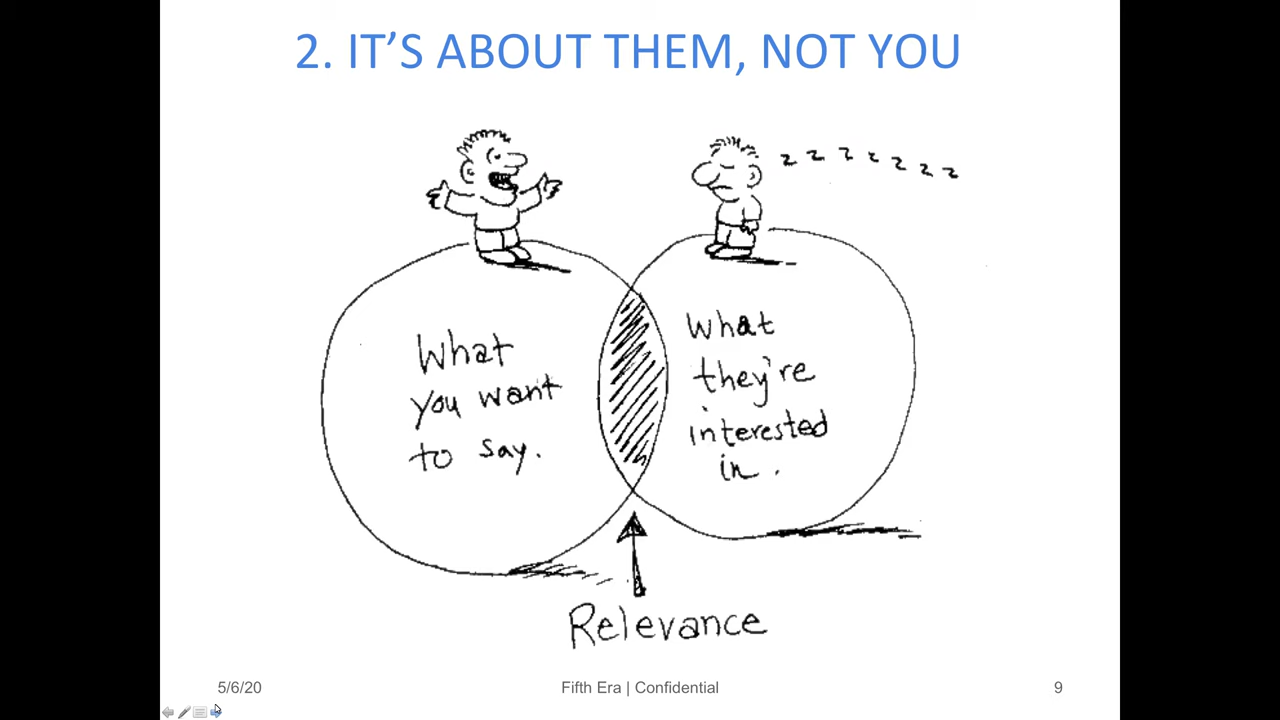 2. IT’S ABOUT THEM, NOT YOU
z z z z z z z
What
you want
to say.
What
they're
interested
in.
Relevance
5/6/20
Fifth Era | Confidential
9